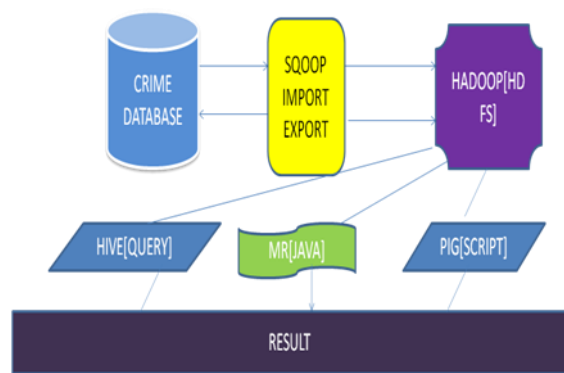 CRIME
DATABASE
SQOOP
IMPORT
EXPORT
HADOOP[HD
FS]
HIVE[QUERY]
MR[JAVA]
PIG[SCRIPT]
RESULT